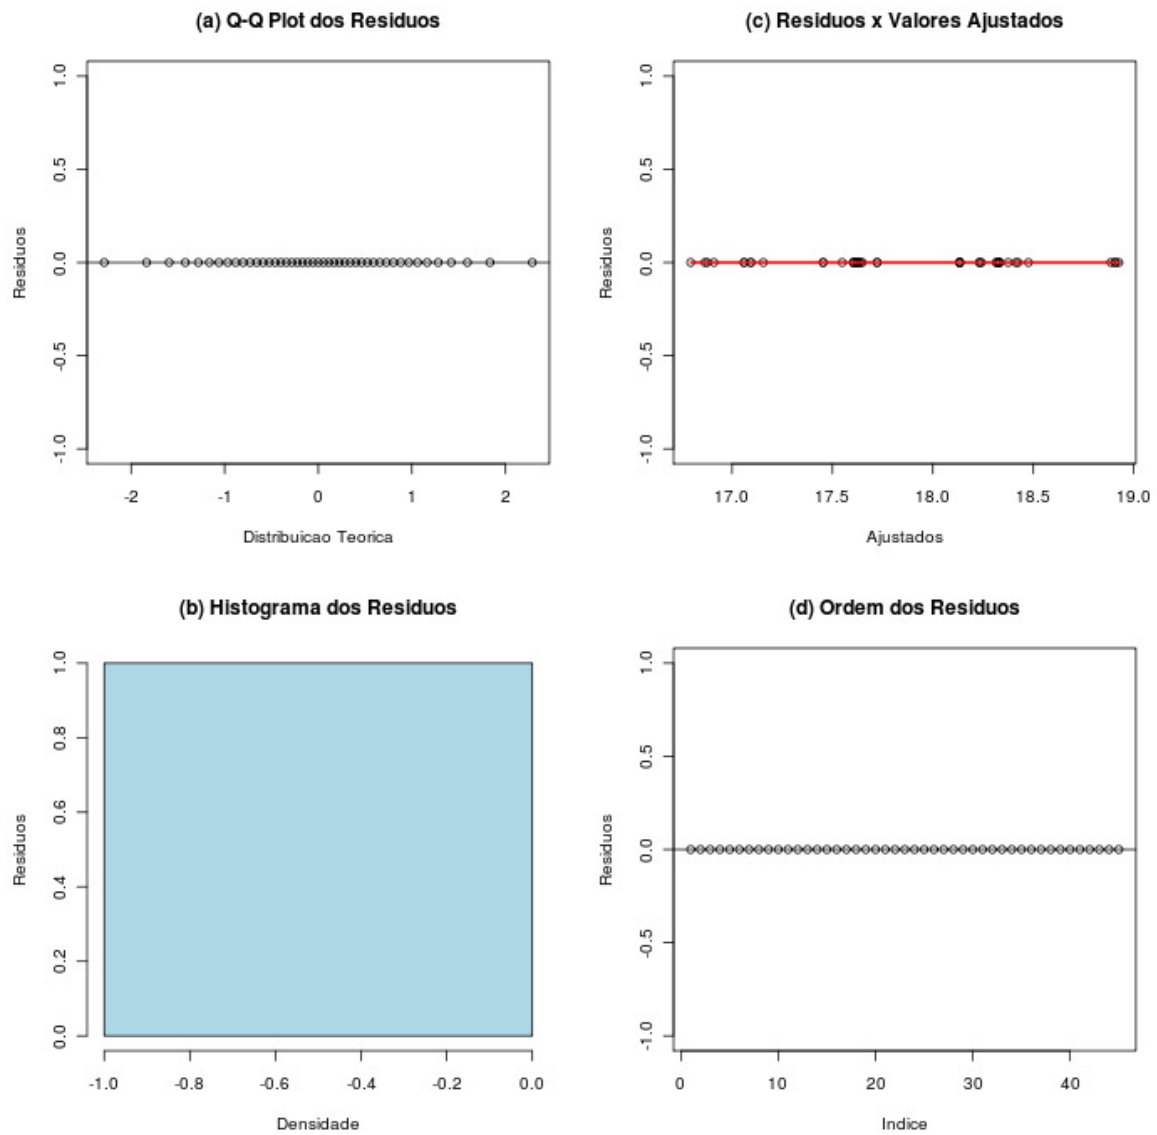 (a) Q-Q Plot dos Residuos
Residuos
1.0
0.5
0.0
-0.5
-1.0
-2 -1 0 1 2
Distribuicao Teorica
(c) Residuos x Valores Ajustados
Residuos
1.0
0.5
0.0
-0.5
-1.0
17.0 17.5 18.0 18.5 19.0
Ajustados
(b) Histograma dos Residuos
Residuos
1.0
0.8
0.6
0.4
0.2
0.0
-1.0 -0.8 -0.6 -0.4 -0.2 0.0
Densidade
(d) Ordem dos Residuos
Residuos
1.0
0.5
0.0
-0.5
-1.0
0 10 20 30 40
Indice